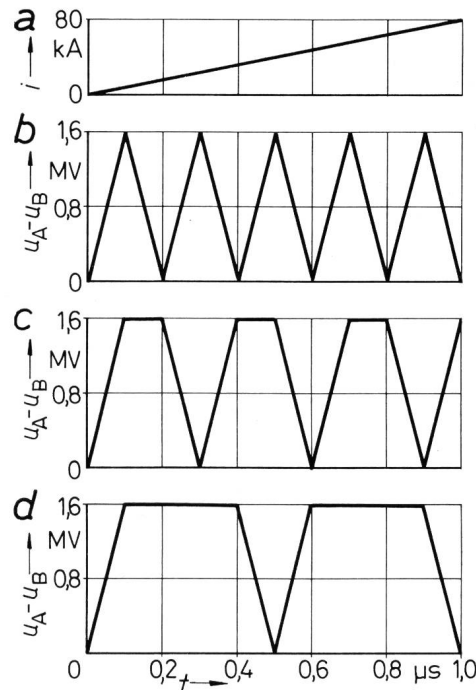 a
80
kA
i
0
b
1,6
MV
0,8
0
u_A-u_B
c
1,6
MV
0,8
0
u_A-u_B
d
1,6
MV
0,8
u_A-u_B
0 0,2 0,4 0,6 0,8 µs 1,0
t